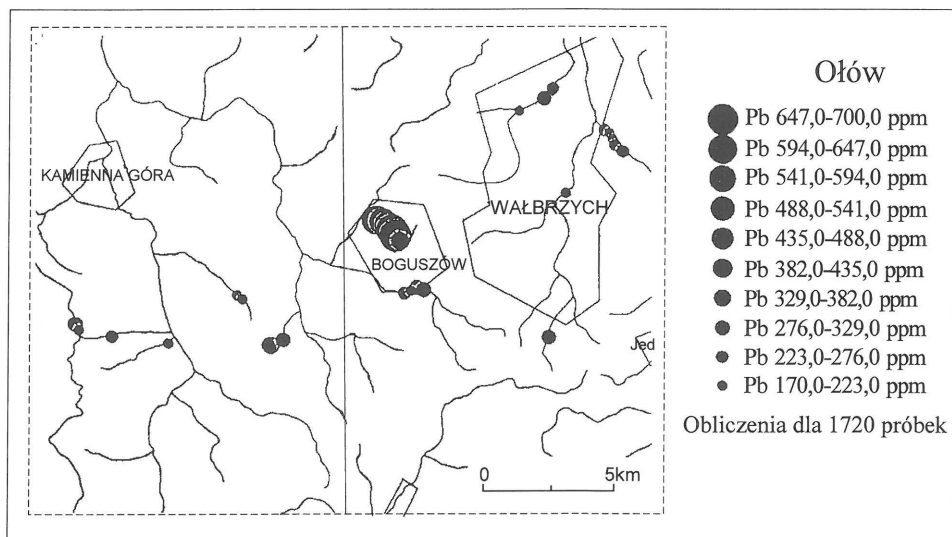 Ołów
Pb 647,0-700,0 ppm
Pb 594,0-647,0 ppm
Pb 541,0-594,0 ppm
Pb 488,0-541,0 ppm
Pb 435,0-488,0 ppm
Pb 382,0-435,0 ppm
Pb 329,0-382,0 ppm
Pb 276,0-329,0 ppm
Pb 223,0-276,0 ppm
Pb 170,0-223,0 ppm
Obliczenia dla 1720 próbek
KAMIENNA GÓRA
WAŁBRZYCH
BOGUSZÓW
Jed
0 5km